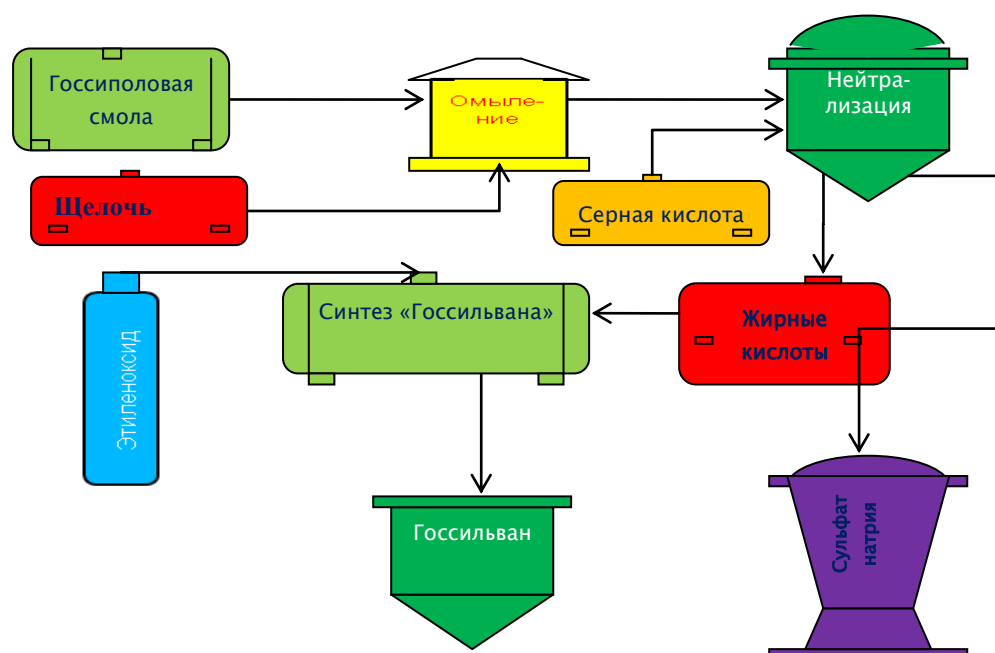 Госсиполовая
смола
Омыле-
ние
Нейтра-
лизация
Щелочь
Серная кислота
Этиленоксид
Синтез «Госсильвана»
Жирные
кислоты
Госсильван
Сульфат
натрия